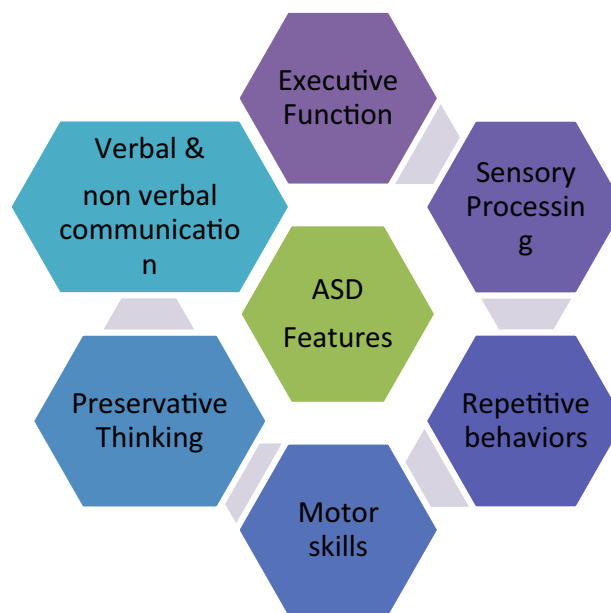 Executive
Function
Verbal &
non verbal
communicatio
n
Sensory
Processin
g
ASD
Features
Preservative
Thinking
Repetitive
behaviors
Motor
skills